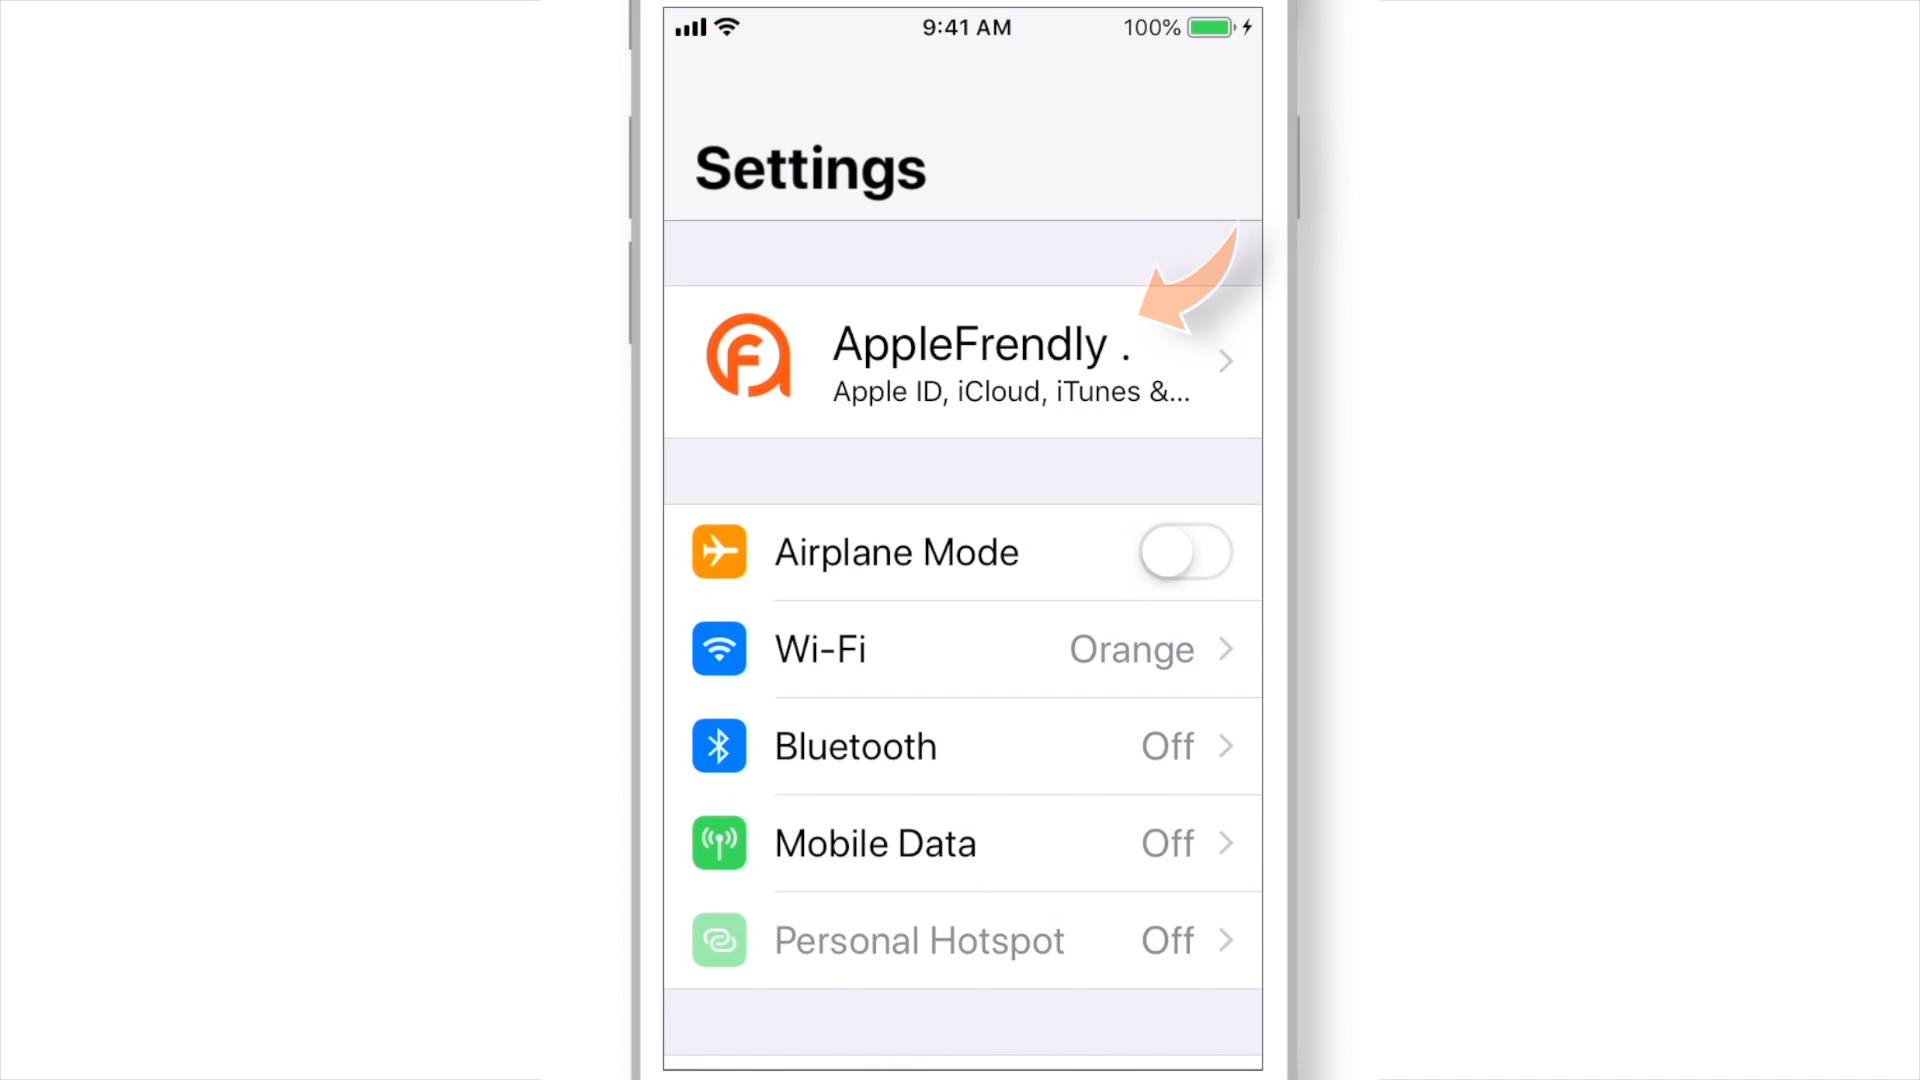 9:41 AM 100%
Settings
AppleFrendly .
Apple ID, iCloud, iTunes &...
Airplane Mode
Wi-Fi Orange
Bluetooth Off
Mobile Data Off
Personal Hotspot Off